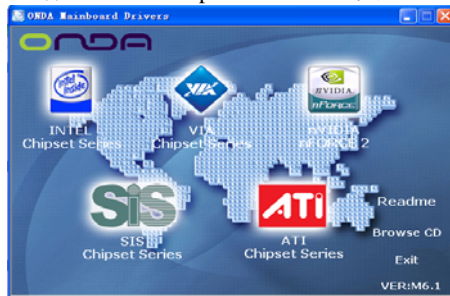 ONDA Mainboard Drivers
ONDA
intel inside
VIA
nVIDIA
nFORCE
INTEL
Chipset Series
VIA
Chipset Series
nVIDIA
nFORCE 2
SiS
ATI
SIS
Chipset Series
ATI
Chipset Series
Readme
Browse CD
Exit
VER:M6.1